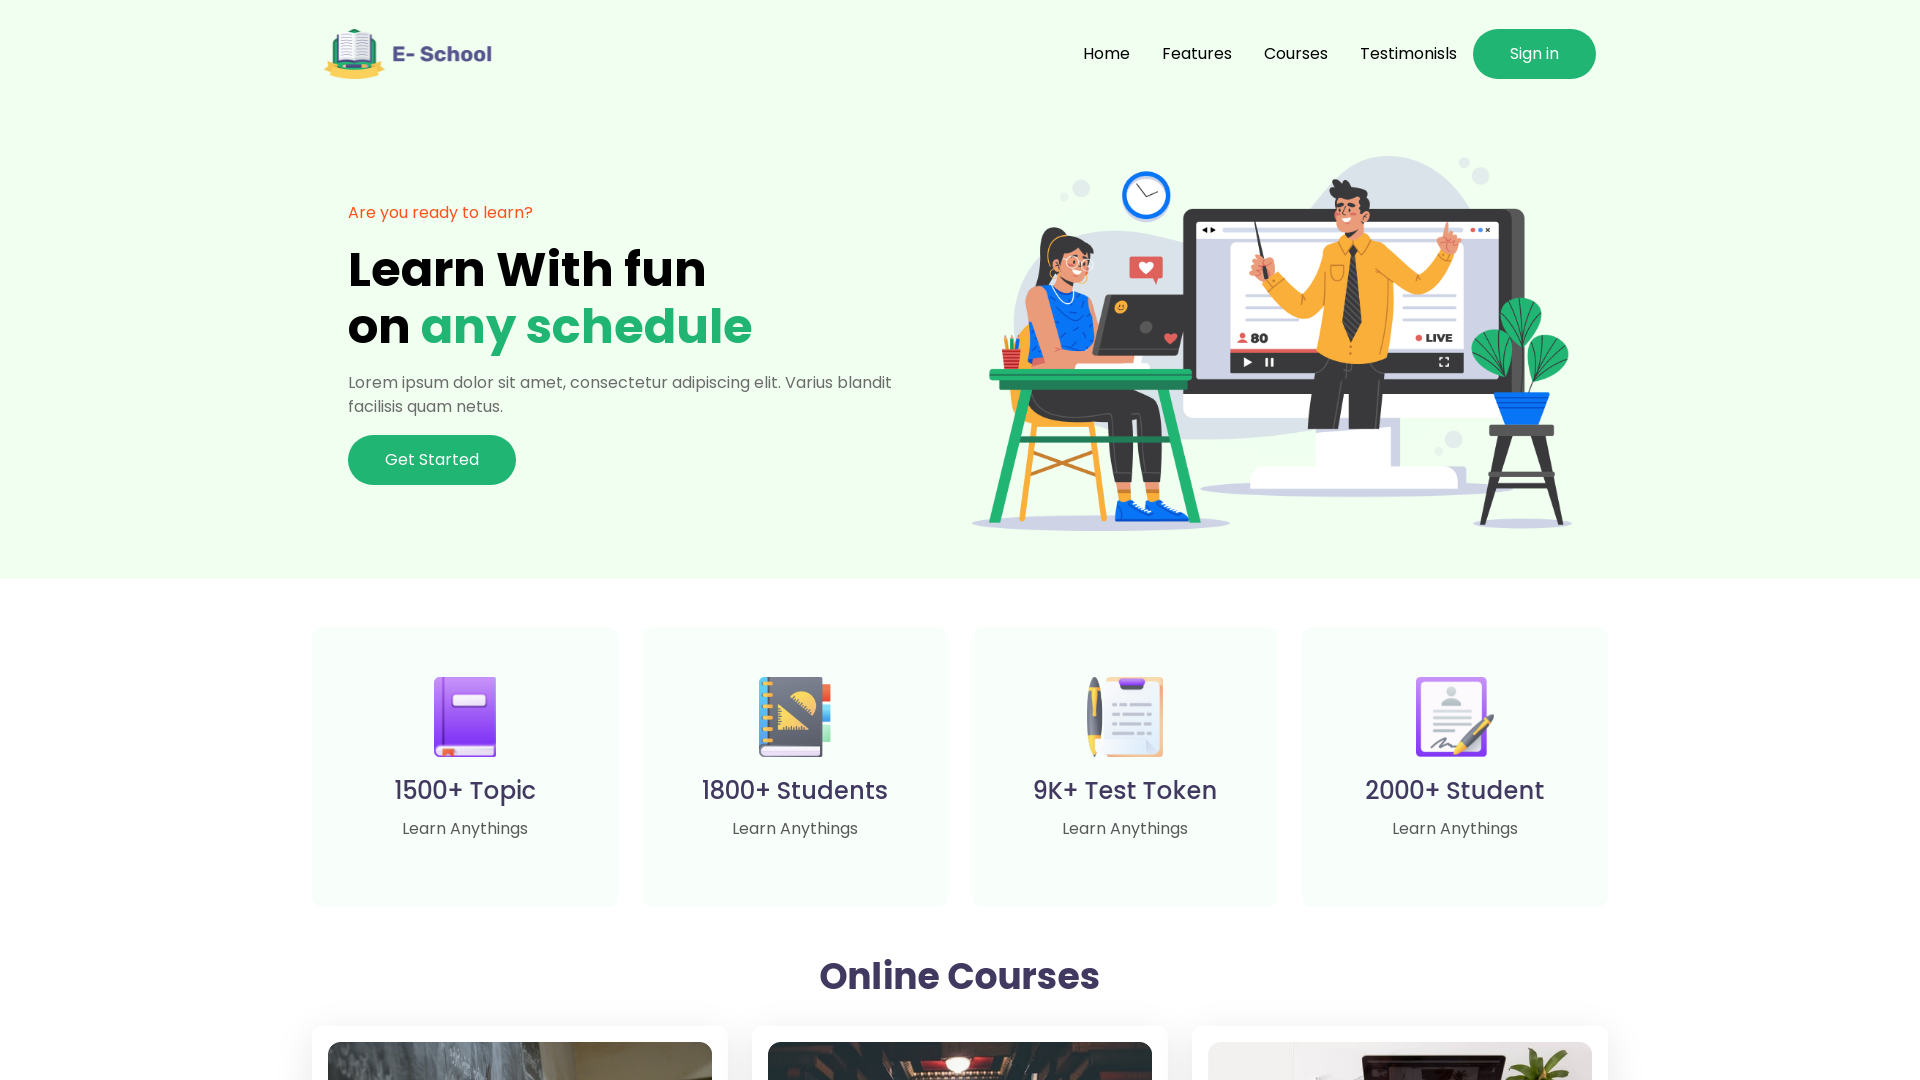 E- School
Home
Features
Courses
Testimonisls
Sign in
Are you ready to learn?
Learn With fun
on any schedule
Lorem ipsum dolor sit amet, consectetur adipiscing elit. Varius blandit
facilisis quam netus.
Get Started
80
LIVE
1500+ Topic
Learn Anythings
1800+ Students
Learn Anythings
9K+ Test Token
Learn Anythings
2000+ Student
Learn Anythings
Online Courses